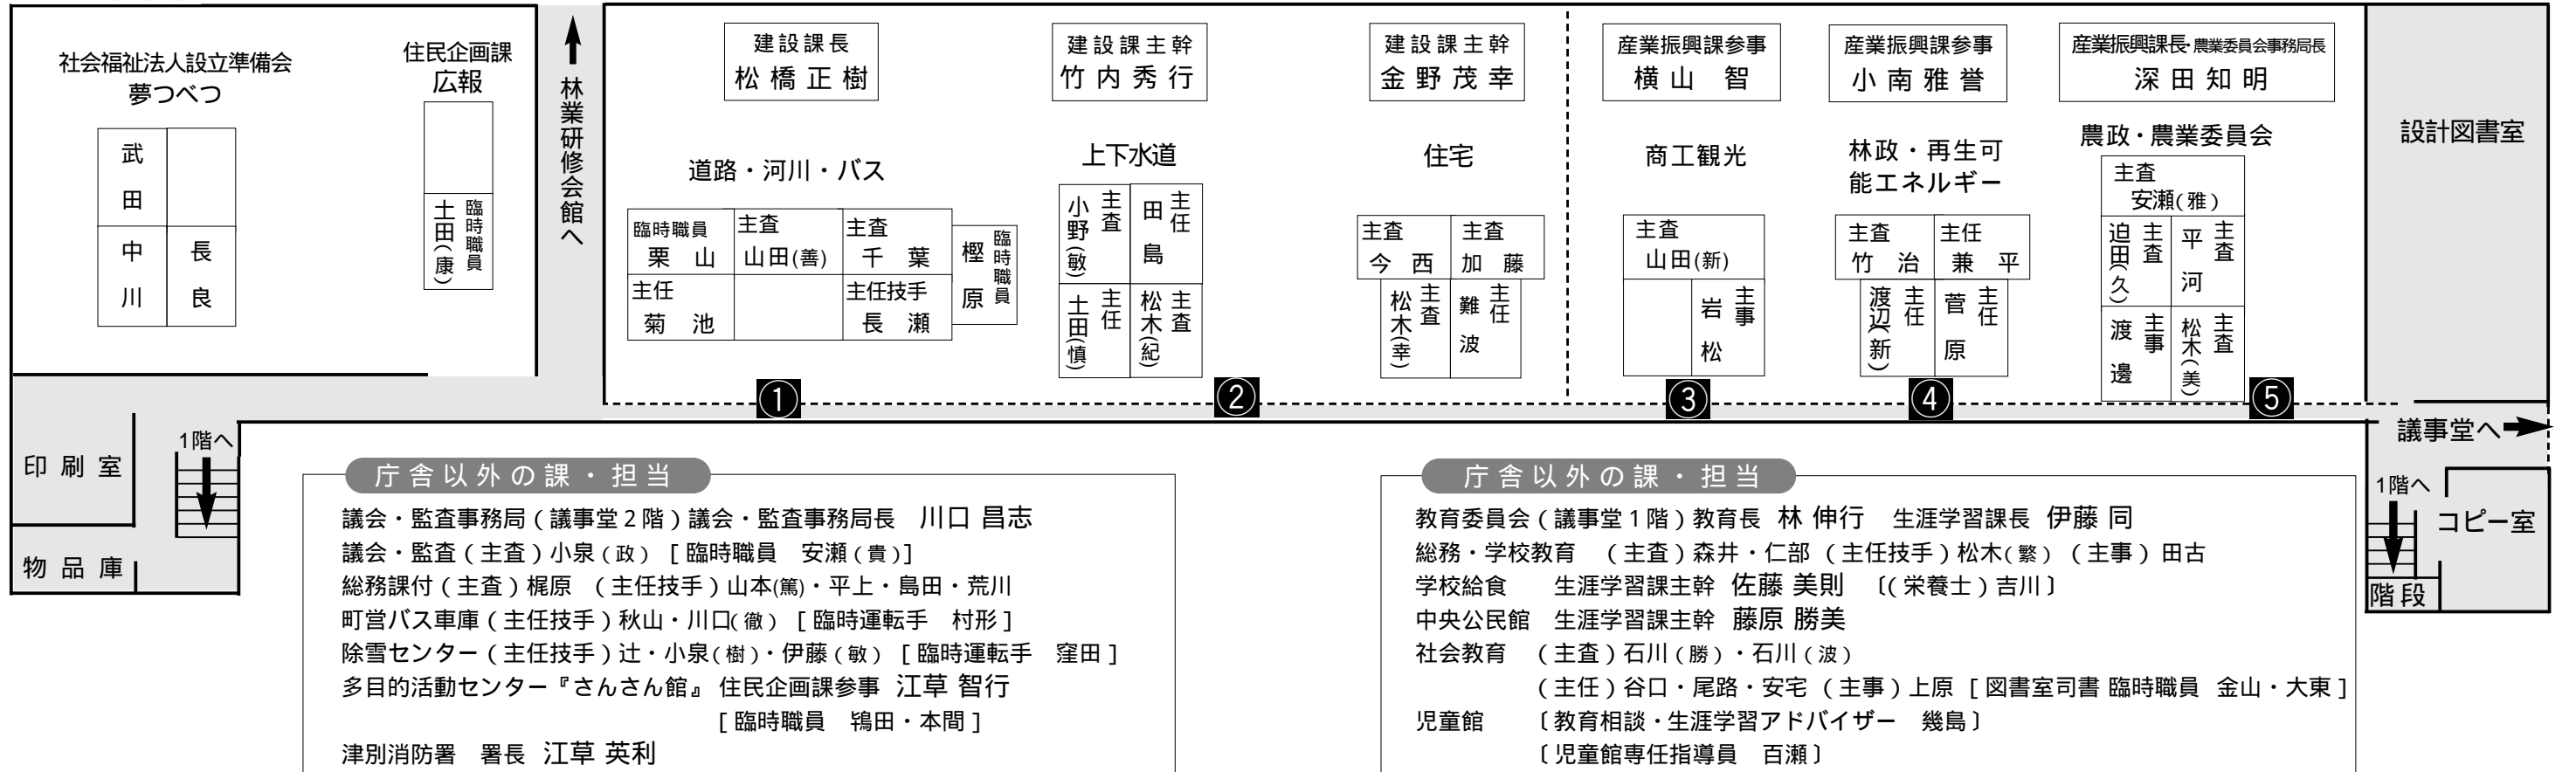 社会福祉法人設立準備会
夢つべつ
武田
中川
長良
住民企画課
広報
臨時職員
土田(康)
林業研修会館へ
建設課長
松橋正樹
道路・河川・バス
臨時職員
栗山
主査
山田(善)
主査
千葉
臨時職員
樫原
主任
菊池
主任技手
長瀬
建設課主幹
竹内秀行
上下水道
主査
小野(敏)
主任
田島
主任
土田(慎)
主査
松木(紀)
建設課主幹
金野茂幸
住宅
主査
今西
主査
加藤
主査
松木(幸)
主任
難波
産業振興課参事
横山 智
商工観光
主査
山田(新)
主事
岩松
産業振興課参事
小南雅誉
林政・再生可
能エネルギー
主査
竹治
主任
兼平
主任
渡辺(新)
主任
菅原
産業振興課長・農業委員会事務局長
深田知明
農政・農業委員会
主査
安瀬(雅)
主査
迫田(久)
主査
平河
主事
渡邊
主査
松木(美)
設計図書室
①
②
③
④
⑤
議事堂へ
印刷室
物品庫
1階へ
1階へ
コピー室
階段
庁舎以外の課・担当
議会・監査事務局(議事堂2階)議会・監査事務局長 川口 昌志
議会・監査(主査)小泉(政) [臨時職員 安瀬(貴)]
総務課付(主査)梶原 (主任技手)山本(篤)・平上・島田・荒川
町営バス車庫(主任技手)秋山・川口(徹) [臨時運転手 村形]
除雪センター(主任技手)辻・小泉(樹)・伊藤(敏) [臨時運転手 窪田]
多目的活動センター『さんさん館』 住民企画課参事 江草 智行
[臨時職員 鴇田・本間]
津別消防署 署長 江草 英利
庁舎以外の課・担当
教育委員会(議事堂1階)教育長 林 伸行 生涯学習課長 伊藤 同
総務・学校教育 (主査)森井・仁部 (主任技手)松木(繁) (主事)田古
学校給食 生涯学習課主幹 佐藤 美則 〔(栄養士)吉川〕
中央公民館 生涯学習課主幹 藤原 勝美
社会教育 (主査)石川(勝)・石川(波)
(主任)谷口・尾路・安宅 (主事)上原 [図書室司書 臨時職員 金山・大東]
児童館 〔教育相談・生涯学習アドバイザー 幾島〕
〔児童館専任指導員 百瀬〕